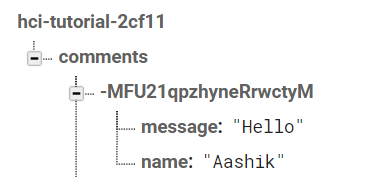 hci-tutorial-2cf11
comments
-MFU21qpzhyneRrwctyM
message: "Hello"
name: "Aashik"